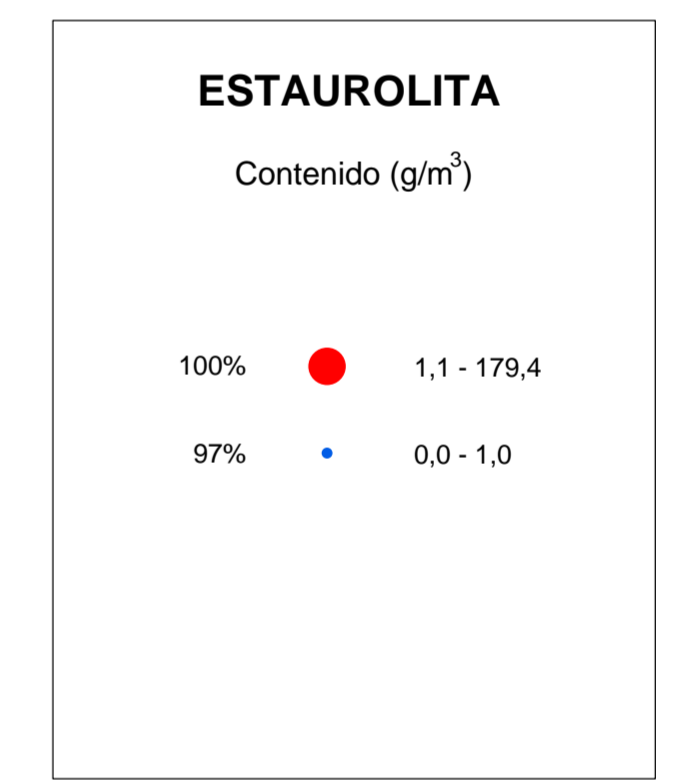 ESTAUROLITA
Contenido (g/m³)
100% 1,1 - 179,4
97% 0,0 - 1,0